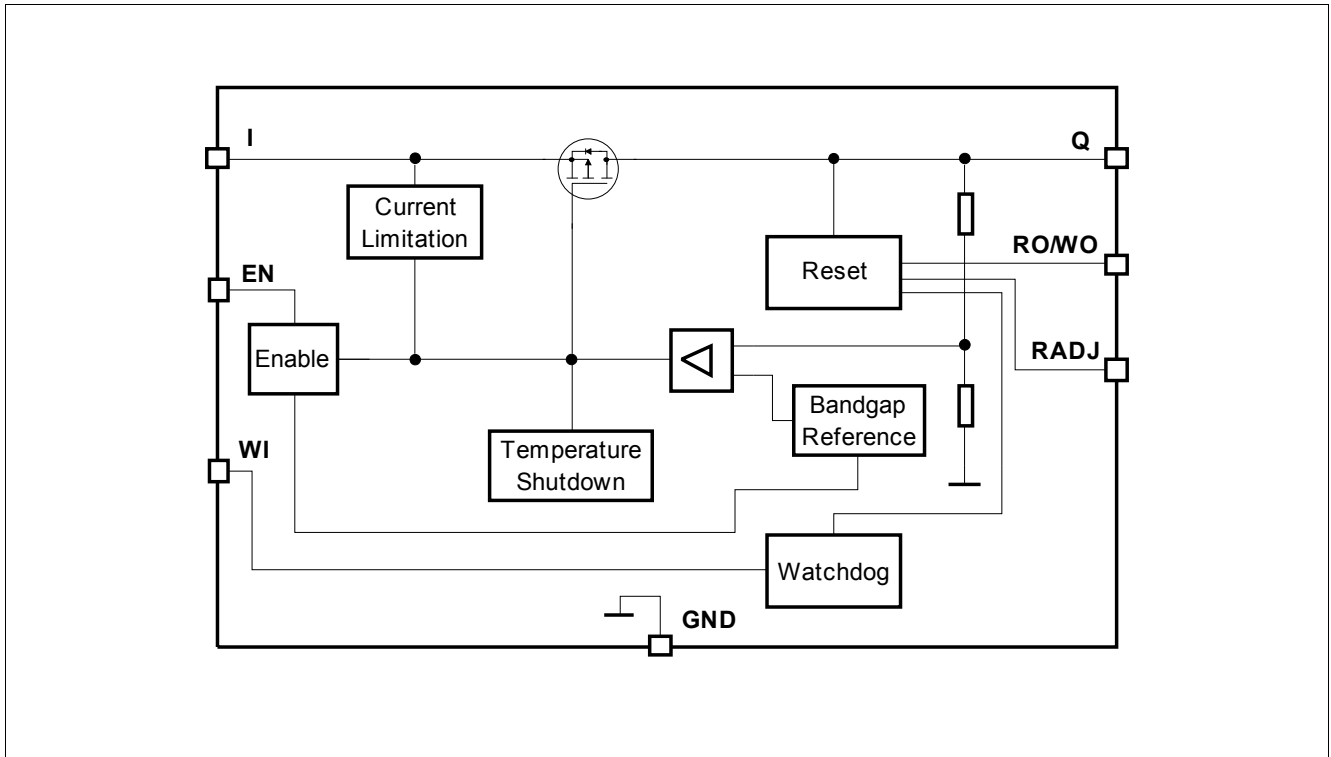 I
Q
Current
Limitation
RO/WO
Reset
EN
Enable
RADJ
Bandgap
Reference
WI
Temperature
Shutdown
Watchdog
GND